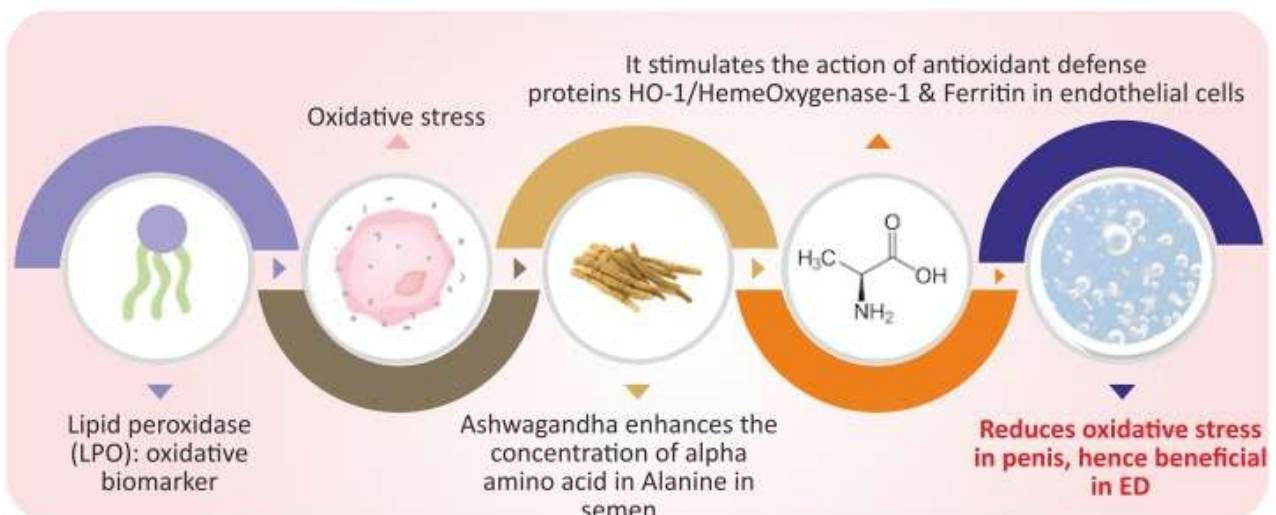 Lipid peroxidase
(LPO): oxidative
biomarker
Oxidative stress
Ashwagandha enhances the
concentration of alpha
amino acid in Alanine in
semen
It stimulates the action of antioxidant defense
proteins HO-1/HemeOxygenase-1 & Ferritin in endothelial cells
H₃C
O
OH
NH₂
Reduces oxidative stress
in penis, hence beneficial
in ED